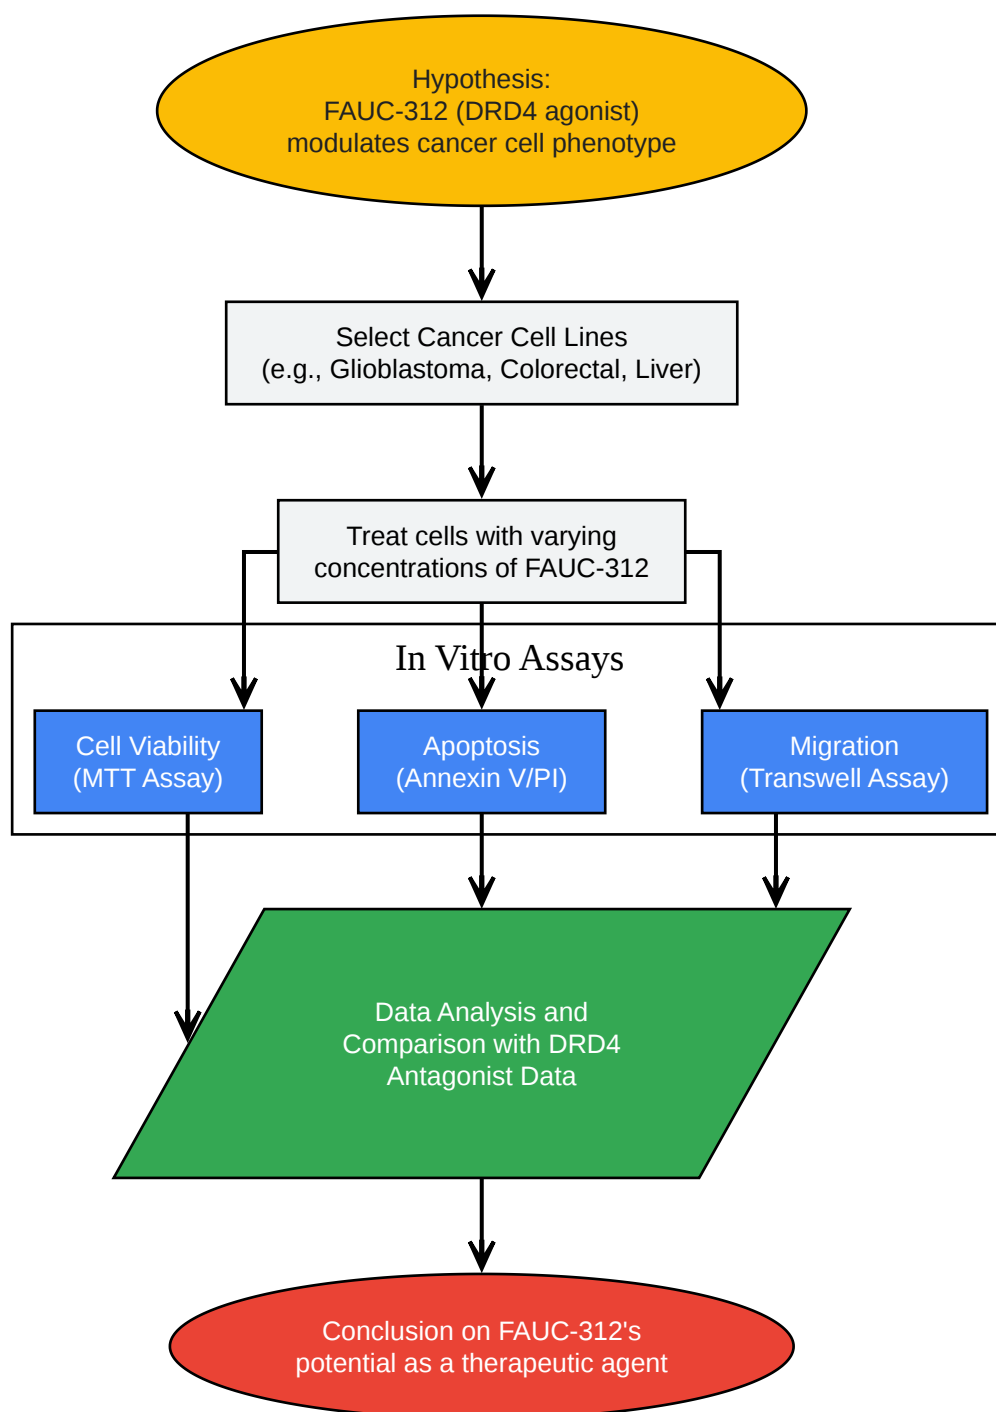 Hypothesis:
FAUC-312 (DRD4 agonist)
modulates cancer cell phenotype
Select Cancer Cell Lines
(e.g., Glioblastoma, Colorectal, Liver)
Treat cells with varying
concentrations of FAUC-312
In Vitro Assays
Cell Viability
(MTT Assay)
Apoptosis
(Annexin V/PI)
Migration
(Transwell Assay)
Data Analysis and
Comparison with DRD4
Antagonist Data
Conclusion on FAUC-312's
potential as a therapeutic agent